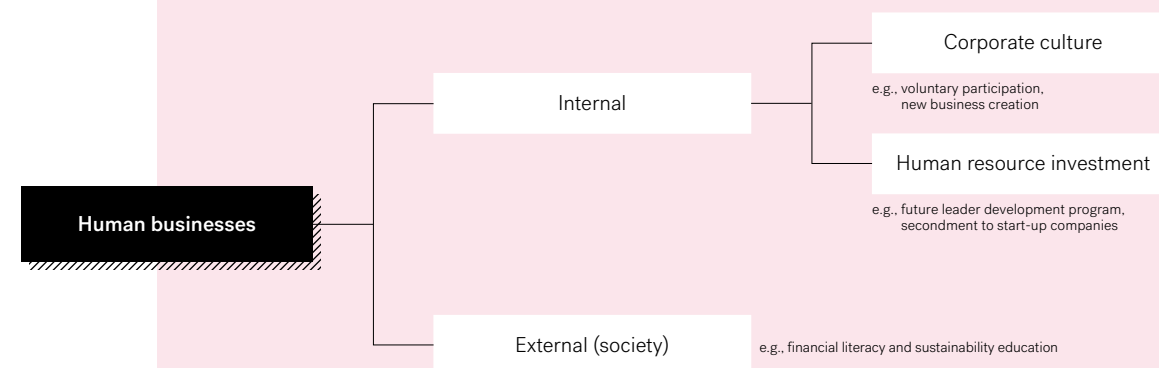 Corporate culture
e.g., voluntary participation,
new business creation
Internal
Human resource investment
e.g., future leader development program,
secondment to start-up companies
Human businesses
External (society)
e.g., financial literacy and sustainability education